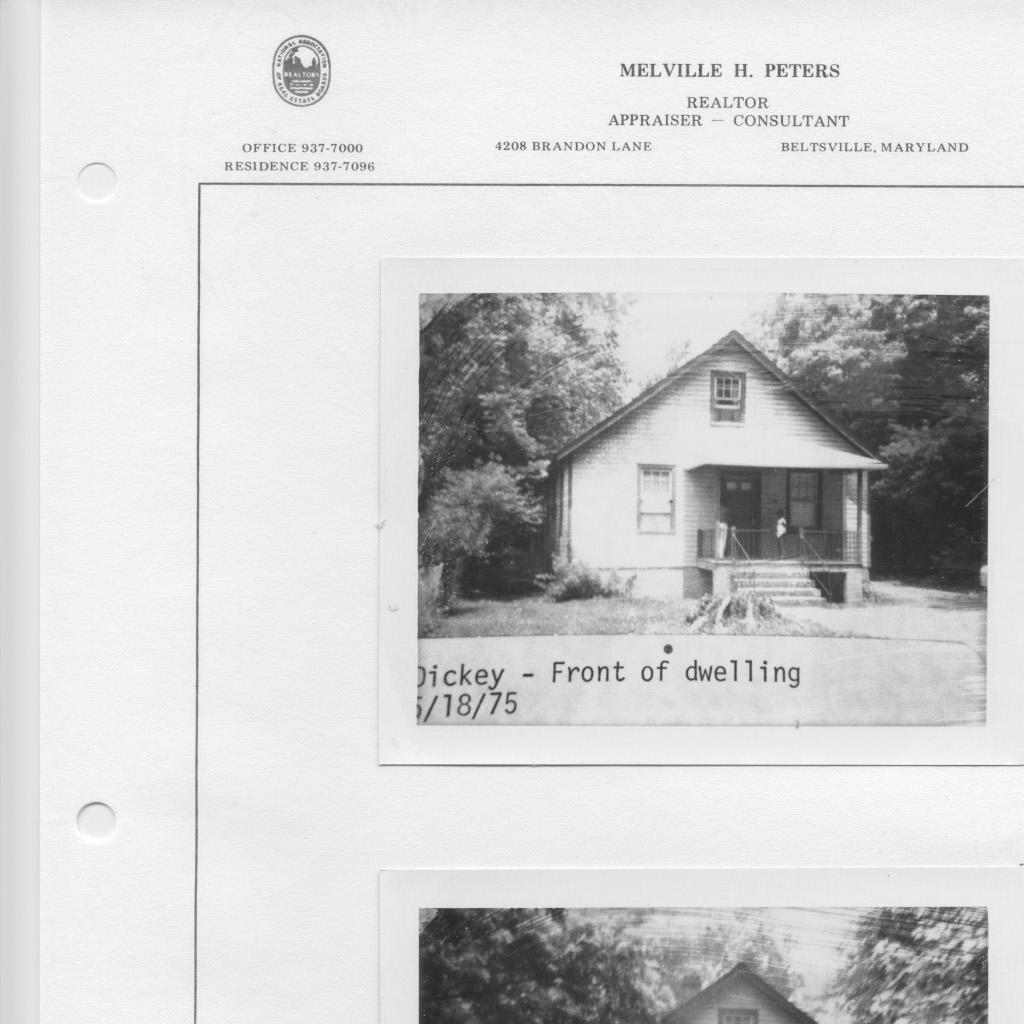 NATIONAL ASSOCIATION
OF REAL ESTATE BOARDS
REALTORS
MELVILLE H. PETERS
REALTOR
APPRAISER — CONSULTANT
OFFICE 937-7000
RESIDENCE 937-7096
4208 BRANDON LANE
BELTSVILLE, MARYLAND
Dickey - Front of dwelling
5/18/75